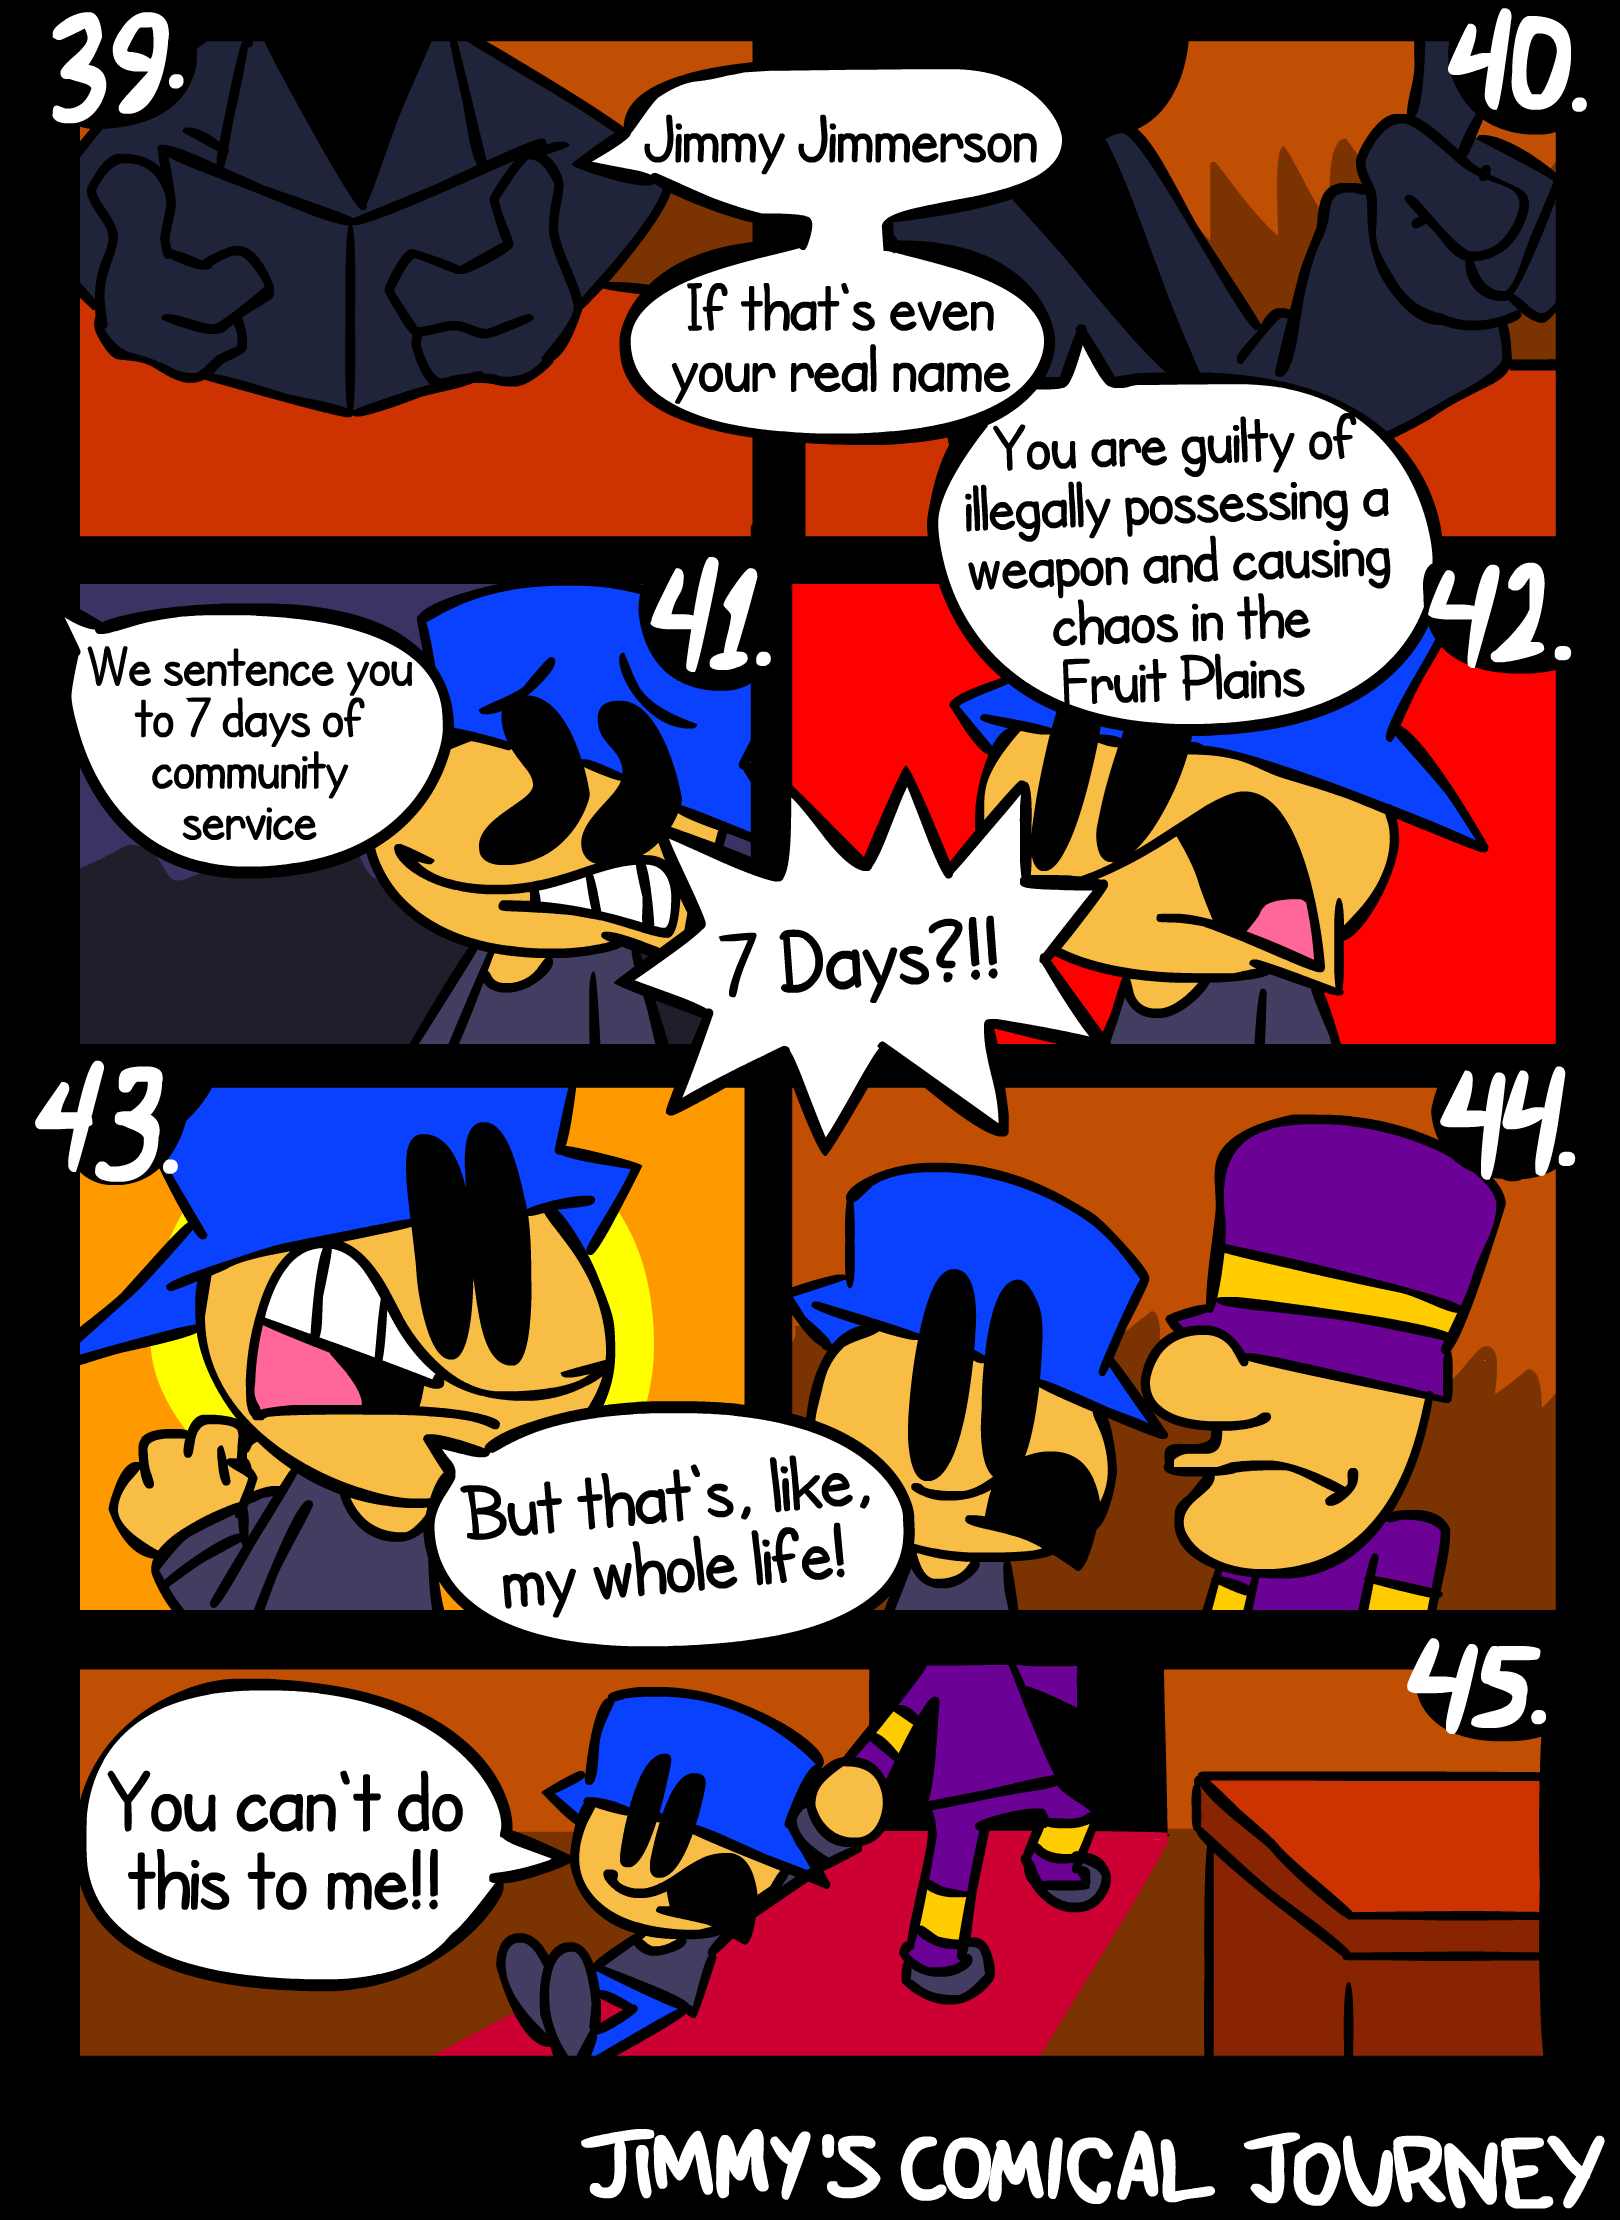 39.
40.
Jimmy Jimmerson
If that's even
your real name
You are guilty of
illegally possessing a
weapon and causing
chaos in the
Fruit Plains
41.
42.
We sentence you
to 7 days of
community
service
7 Days?!!
43.
44.
But that's, like,
my whole life!
45.
You can't do
this to me!!
JIMMY'S COMICAL JOURNEY